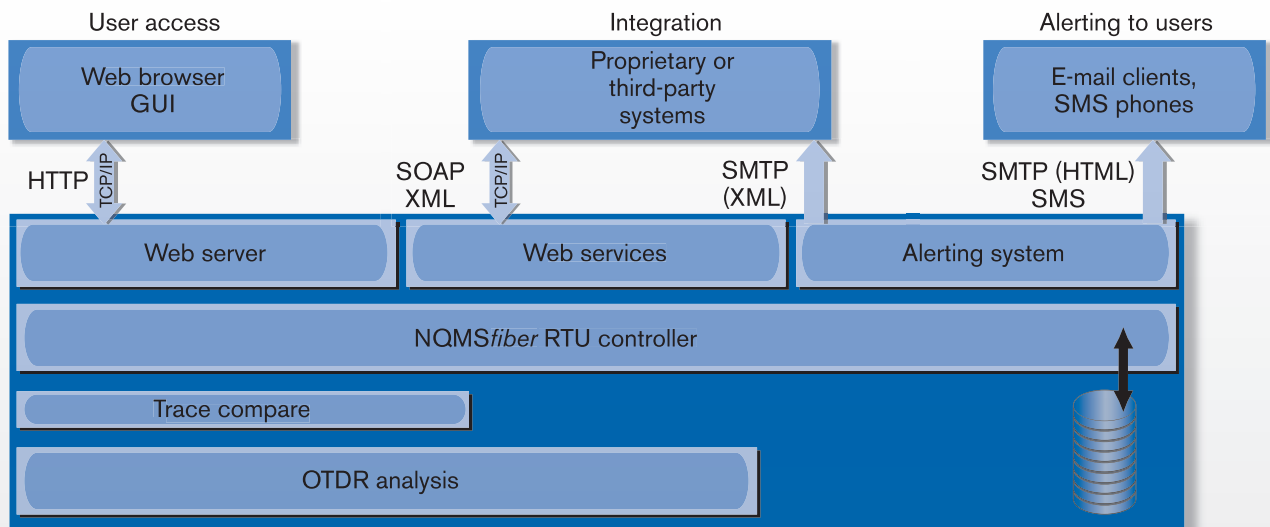 User access
Integration
Alerting to users
Web browser
GUI
Proprietary or
third-party
systems
E-mail clients,
SMS phones
HTTP
TCP/IP
SOAP
XML
TCP/IP
SMTP
(XML)
SMTP (HTML)
SMS
Web server
Web services
Alerting system
NQMSfiber RTU controller
Trace compare
OTDR analysis